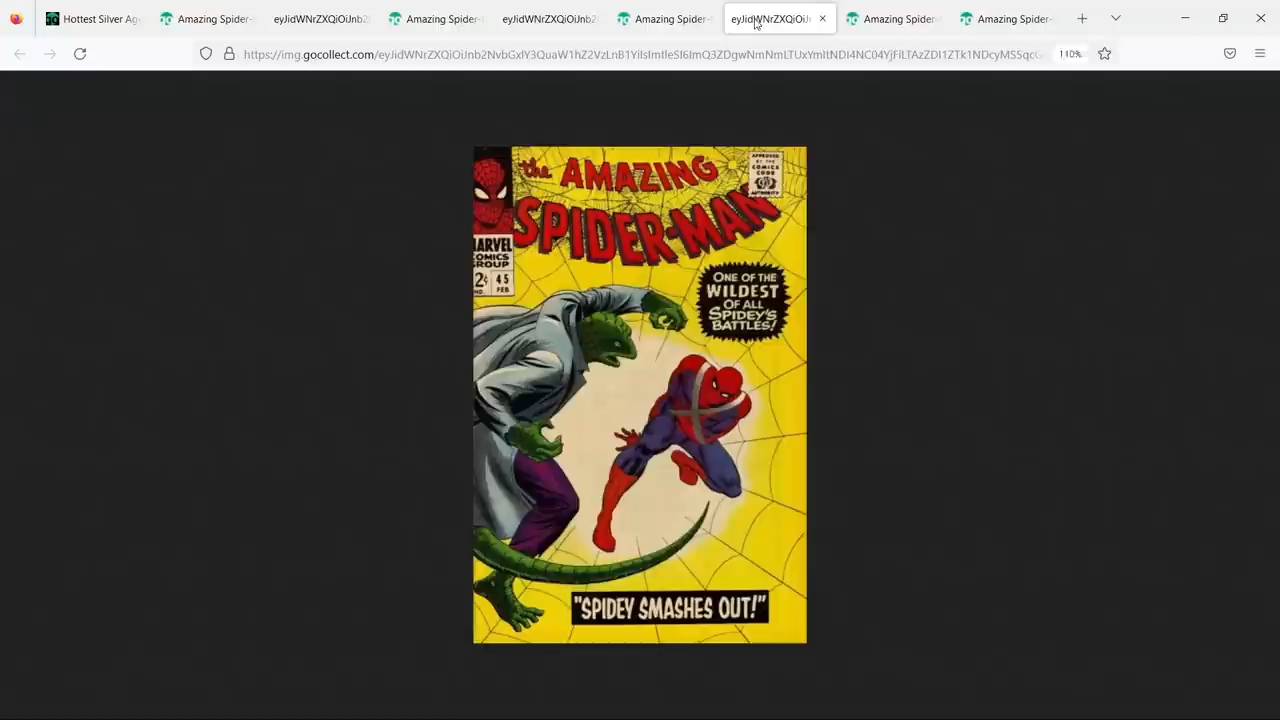 Hottest Silver Ag
Amazing Spider-
eyJidWNrZXQiOiJnb2
Amazing Spider-
eyJidWNrZXQiOiJnb2
Amazing Spider-
eyJidWNrZXQiOiJ
Amazing Spider-
Amazing Spider-
110%
the AMAZING
SPIDER-MAN
APPROVED
BY THE
COMICS
CODE
AUTHORITY
MARVEL
COMICS
GROUP
2¢
45
FEB
ONE OF THE
WILDEST
OF ALL
SPIDEY'S
BATTLES!
"SPIDEY SMASHES OUT!"